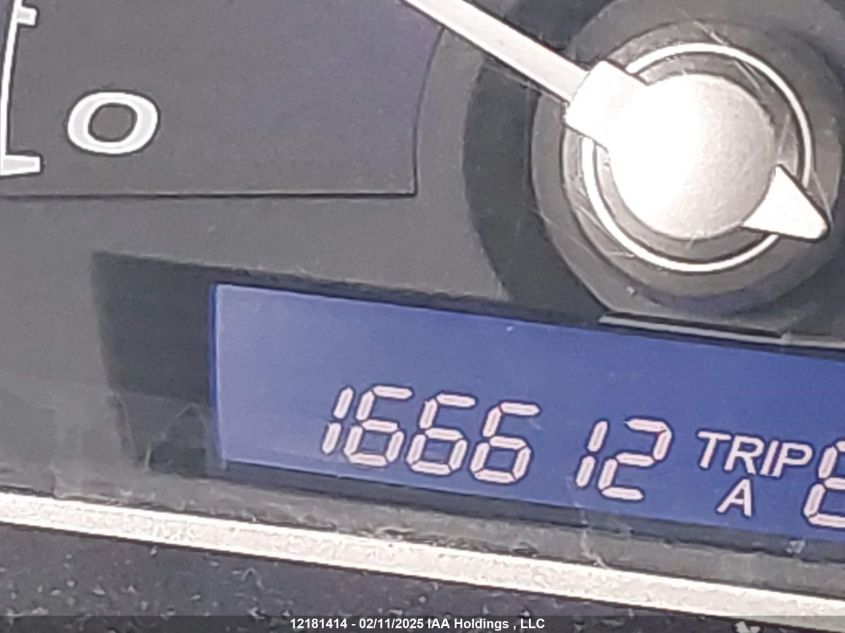 0
166612 TRIP
A
12181414 - 02/11/2025 IAA Holdings , LLC